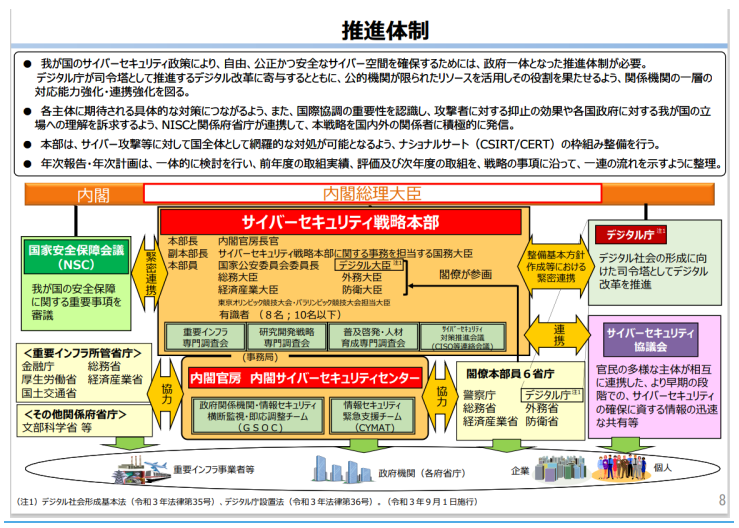 推進体制
● 我が国のサイバーセキュリティ政策により、自由、公正かつ安全なサイバー空間を確保するためには、政府一体となった推進体制が必要。
デジタル庁が司令塔として推進するデジタル改革に寄与するとともに、公的機関が限られたリソースを活用しその役割を果たせるよう、関係機関の一層の
対応能力強化・連携強化を図る。
● 各主体に期待される具体的な対策につながるよう、また、国際協調の重要性を認識し、攻撃者に対する抑止の効果や各国政府に対する我が国の立
場への理解を訴求するよう、NISCと関係府省庁が連携して、本戦略を国内外の関係者に積極的に発信。
● 本部は、サイバー攻撃等に対して国全体として網羅的な対処が可能となるよう、ナショナルサート（CSIRT/CERT）の枠組み整備を行う。
● 年次報告・年次計画は、一体的に検討を行い、前年度の取組実績、評価及び次年度の取組を、戦略の事項に沿って、一連の流れを示すように整理。
内閣
内閣総理大臣
サイバーセキュリティ戦略本部
本部長 内閣官房長官
副本部長 サイバーセキュリティ戦略本部に関する事務を担当する国務大臣
本部員 国家公安委員会委員長 デジタル大臣 注1
総務大臣 外務大臣
経済産業大臣 防衛大臣
東京オリンピック競技大会・パラリンピック競技大会担当大臣
有識者 （８名；１０名以下）
閣僚が参画
国家安全保障会議
（NSC）
我が国の安全保障
に関する重要事項を
審議
緊密連携
整備基本方針
作成等における
緊密連携
デジタル庁 注1
デジタル社会の形成に向
けた司令塔としてデジタル
改革を推進
重要インフラ
専門調査会
研究開発戦略
専門調査会
普及啓発・人材
育成専門調査会
サイバーセキュリティ
対策推進会議
（CISO等連絡会議）
（事務局）
内閣官房 内閣サイバーセキュリティセンター
政府関係機関・情報セキュリティ
横断監視・即応調整チーム
（GSOC）
情報セキュリティ
緊急支援チーム
（CYMAT）
＜重要インフラ所管省庁＞
金融庁 総務省
厚生労働省 経済産業省
国土交通省
＜その他関係府省庁＞
文部科学省 等
協力
協力
閣僚本部員６省庁
警察庁 デジタル庁 注1
総務省 外務省
経済産業省 防衛省
連携
サイバーセキュリティ
協議会
官民の多様な主体が相互
に連携した、より早期の段
階での、サイバーセキュリティ
の確保に資する情報の迅速
な共有等
重要インフラ事業者等
政府機関（各府省庁）
企業
個人
（注1）デジタル社会形成基本法（令和３年法律第35号）、デジタル庁設置法（令和３年法律第36号）。（令和３年９月１日施行）
8